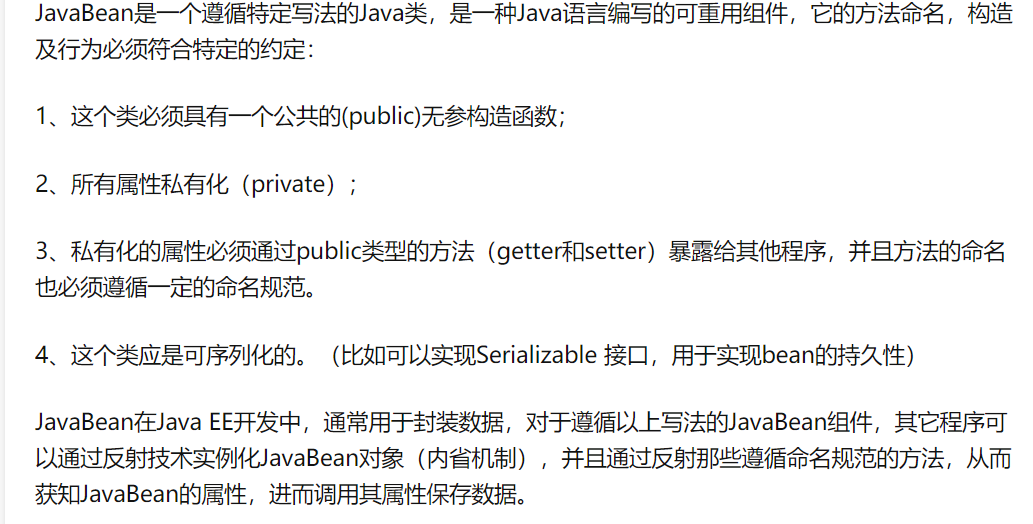 JavaBean是一个遵循特定写法的Java类，是一种Java语言编写的可重用组件，它的方法命名，构造
及行为必须符合特定的约定：
1、这个类必须具有一个公共的(public)无参构造函数；
2、所有属性私有化（private）；
3、私有化的属性必须通过public类型的方法（getter和setter）暴露给其他程序，并且方法的命名
也必须遵循一定的命名规范。
4、这个类应是可序列化的。（比如可以实现Serializable 接口，用于实现bean的持久性）
JavaBean在Java EE开发中，通常用于封装数据，对于遵循以上写法的JavaBean组件，其它程序可
以通过反射技术实例化JavaBean对象（内省机制），并且通过反射那些遵循命名规范的方法，从而
获知JavaBean的属性，进而调用其属性保存数据。